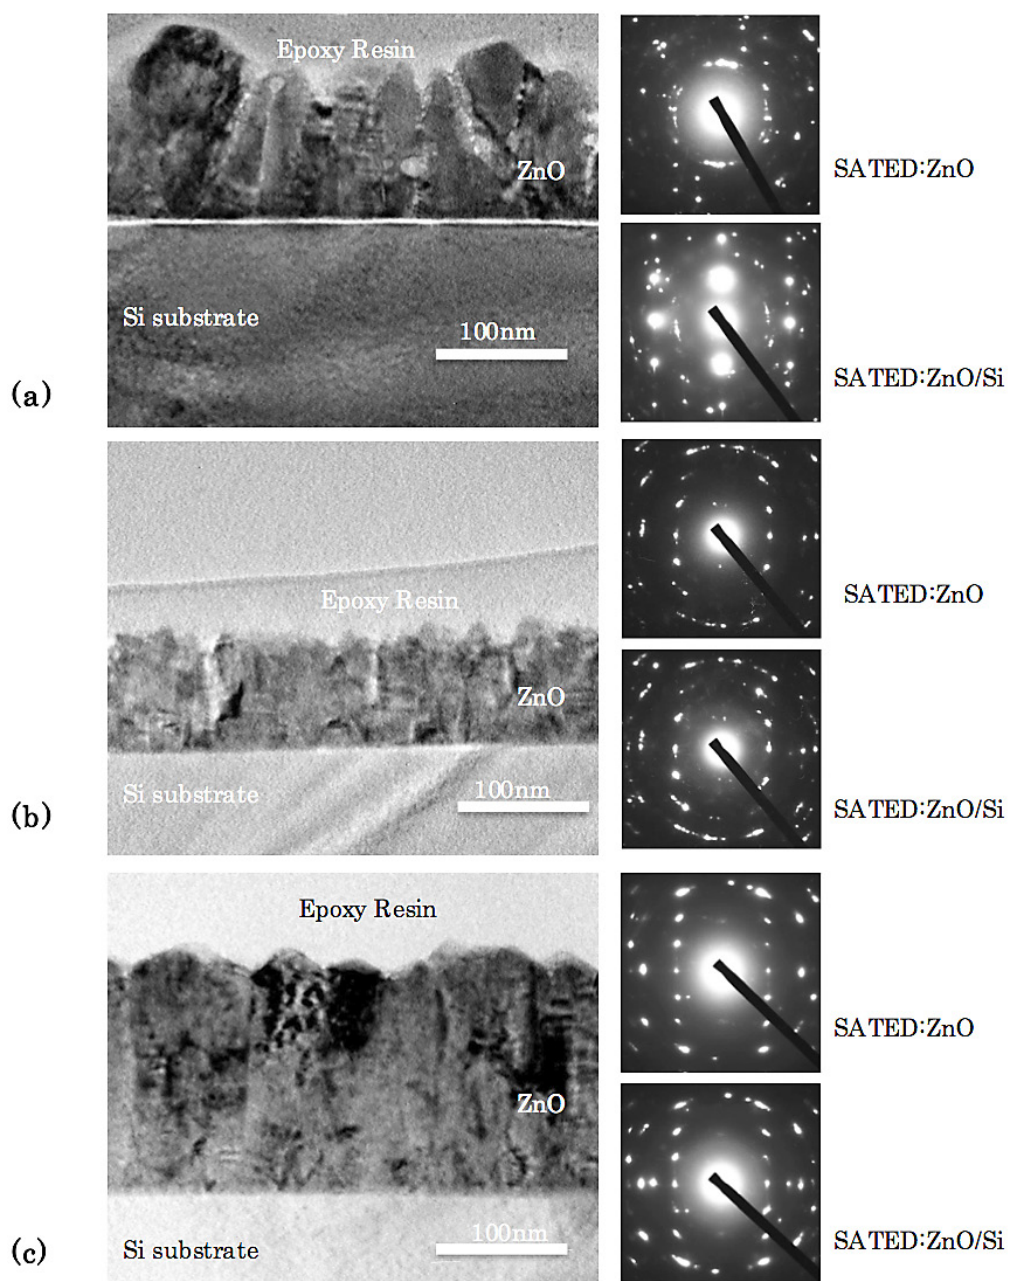 Epoxy Resin
ZnO
Si substrate
100nm
(a)
SATED:ZnO
SATED:ZnO/Si
Epoxy Resin
ZnO
Si substrate
100nm
(b)
SATED:ZnO
SATED:ZnO/Si
Epoxy Resin
ZnO
Si substrate
100nm
(c)
SATED:ZnO
SATED:ZnO/Si